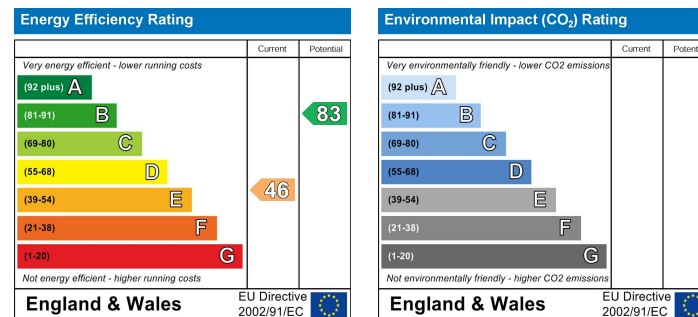 Energy Efficiency Rating
Current Potential
Very energy efficient - lower running costs
(92 plus) A
(81-91) B
83
(69-80) C
(55-68) D
(39-54) E
46
(21-38) F
(1-20) G
Not energy efficient - higher running costs
England & Wales
EU Directive
2002/91/EC
Environmental Impact (CO₂) Rating
Current Potent
Very environmentally friendly - lower CO2 emissions
(92 plus) A
(81-91) B
(69-80) C
(55-68) D
(39-54) E
(21-38) F
(1-20) G
Not environmentally friendly - higher CO2 emissions
England & Wales
EU Directive
2002/91/EC